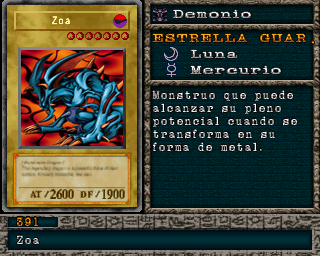 Zoa
AT/2600 DF/1900
391
Zoa
Demonio
ESTRELLA GUAR.
Luna
Mercurio
Monstruo que puede
alcanzar su pleno
potencial cuando se
transforma en su
forma de metal.